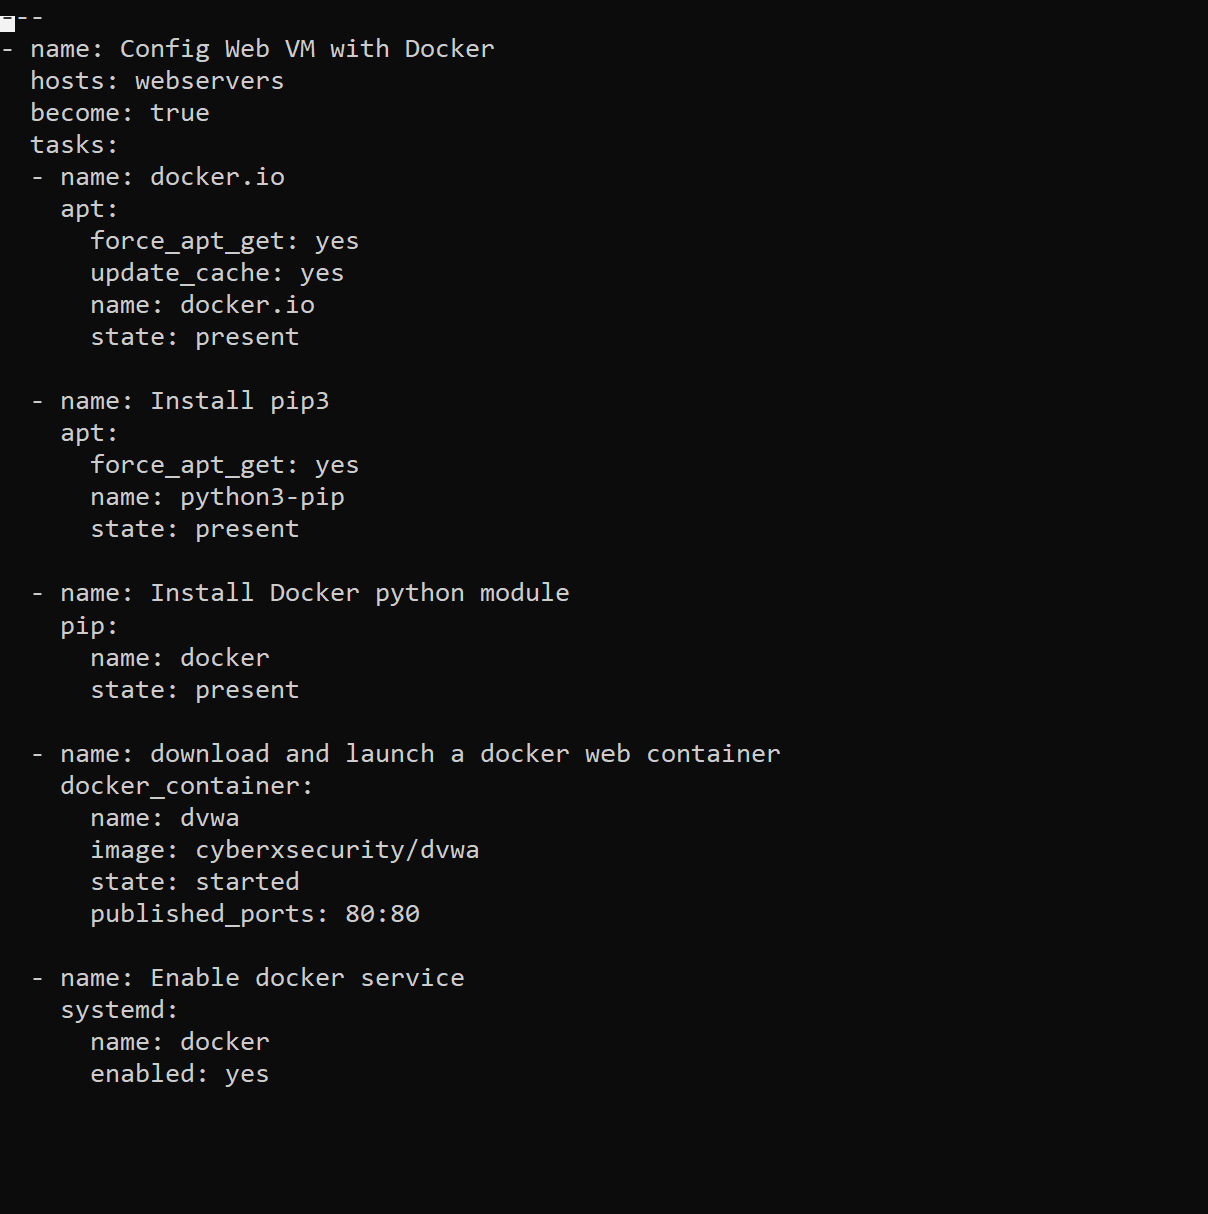 ---
- name: Config Web VM with Docker
  hosts: webservers
  become: true
  tasks:
  - name: docker.io
    apt:
      force_apt_get: yes
      update_cache: yes
      name: docker.io
      state: present

  - name: Install pip3
    apt:
      force_apt_get: yes
      name: python3-pip
      state: present

  - name: Install Docker python module
    pip:
      name: docker
      state: present

  - name: download and launch a docker web container
    docker_container:
      name: dvwa
      image: cyberxsecurity/dvwa
      state: started
      published_ports: 80:80

  - name: Enable docker service
    systemd:
      name: docker
      enabled: yes